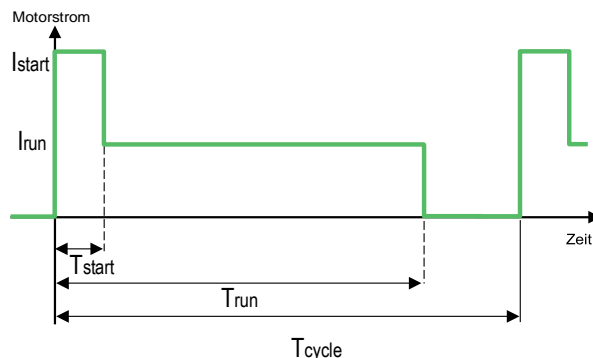 Motorstrom
Istart
Irun
Zeit
Tstart
Trun
Tcycle